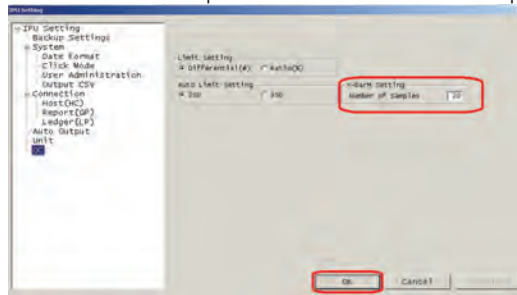 IPU Setting
IPU Setting
Backup Settings
System
Date Format
Click Mode
User Administration
Output CSV
Connection
Host(HC)
Report(GP)
Ledger(LP)
Auto Output
Unit
Limit Setting
Differential(#) Ratio(%)
Auto Limit Setting
2SD 3SD
X-barM Setting
Number of Samples 20
OK Cancel